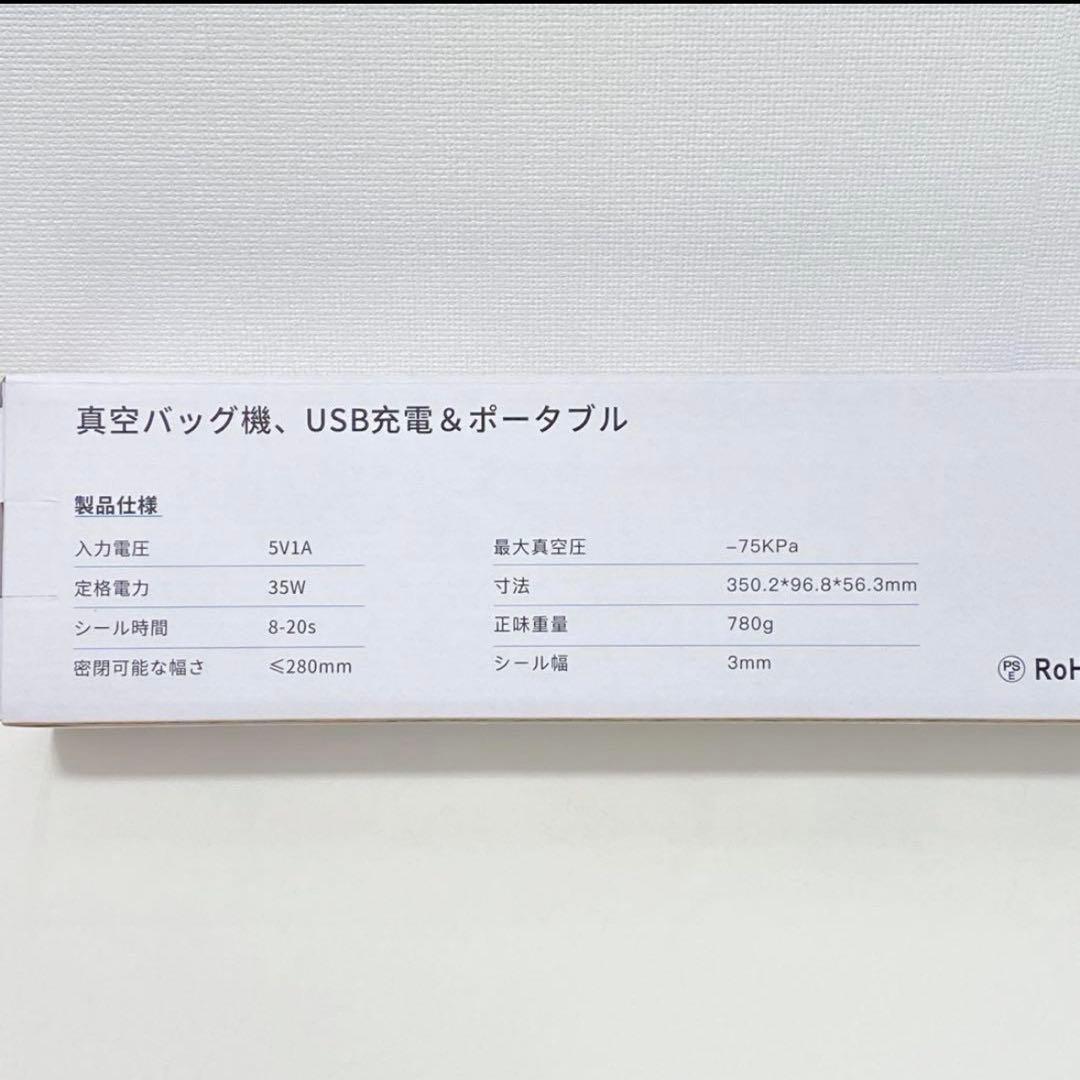 真空バッグ機、USB充電&ポータブル
製品仕様
入力電圧 5V1A
定格電力 35W
シール時間 8-20s
密閉可能な幅さ ≤280mm
最大真空圧 −75KPa
寸法 350.2*96.8*56.3mm
正味重量 780g
シール幅 3mm
PS
E
RoH